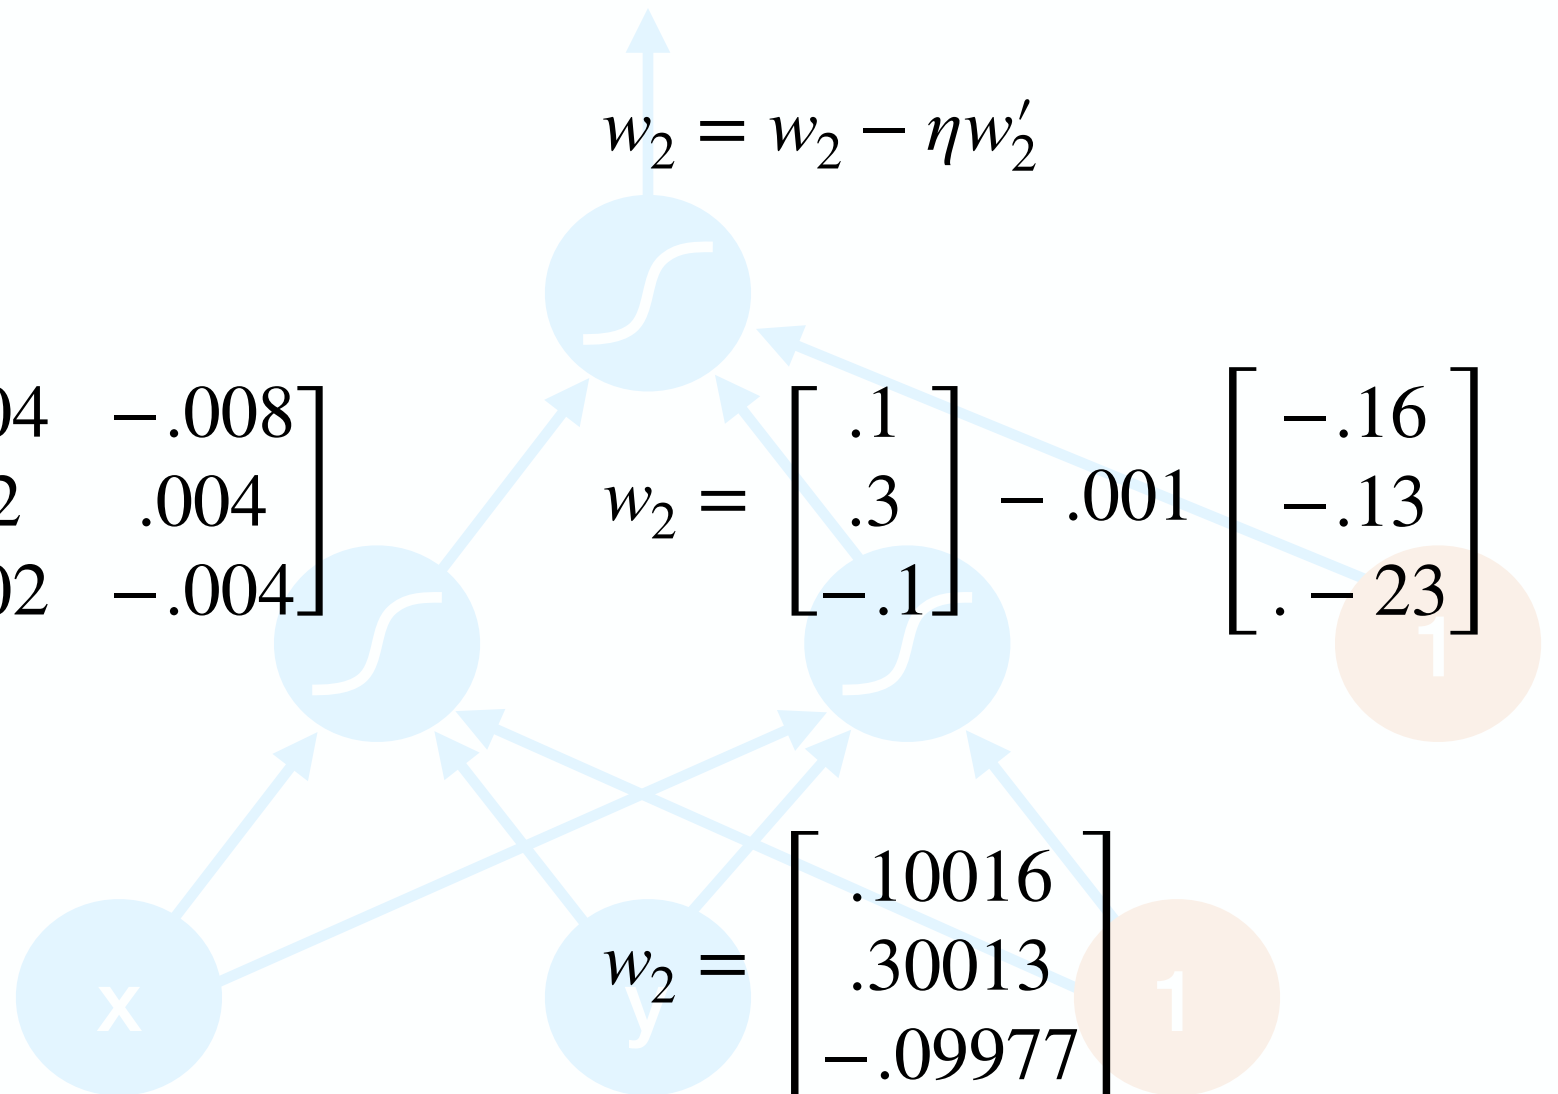 w₂ = w₂ − ηw₂′
04 −.008
2 .004
02 −.004
w₂ = [.1 .3 −.1] − .001 [−.16 −.13 . − 23]
1
w₂ = [.10016 .30013 −.09977]
x y 1